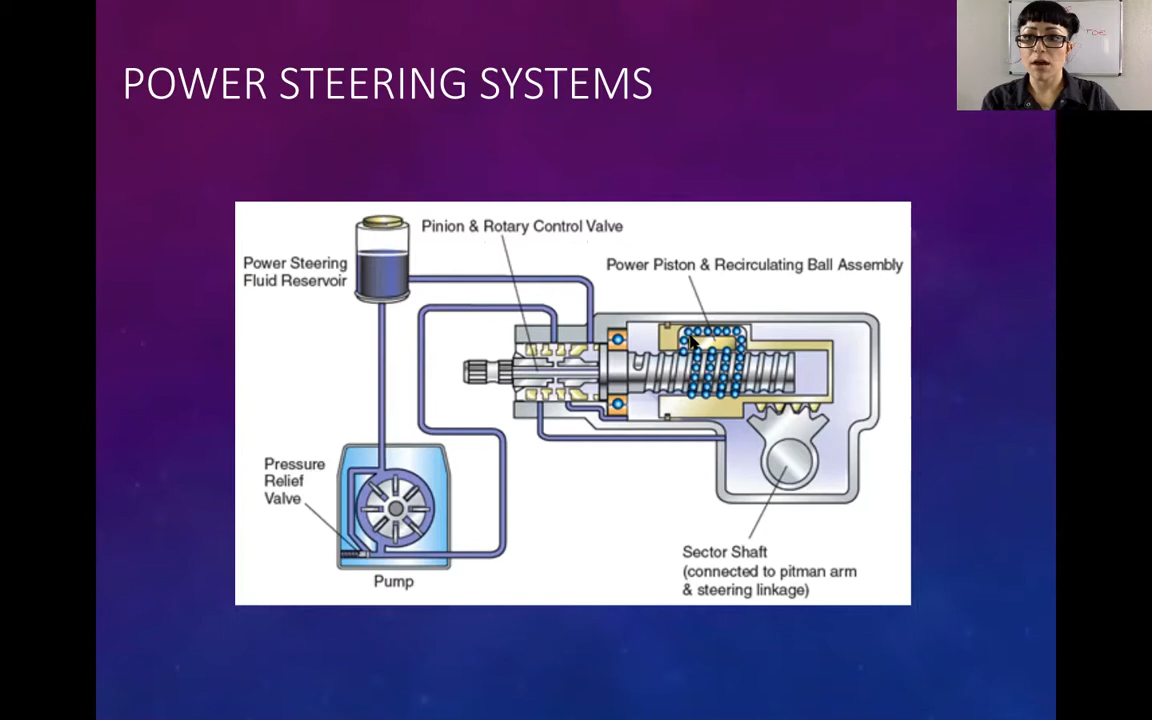 POWER STEERING SYSTEMS
Pinion & Rotary Control Valve
Power Steering
Fluid Reservoir
Power Piston & Recirculating Ball Assembly
Pressure
Relief
Valve
Pump
Sector Shaft
(connected to pitman arm
& steering linkage)